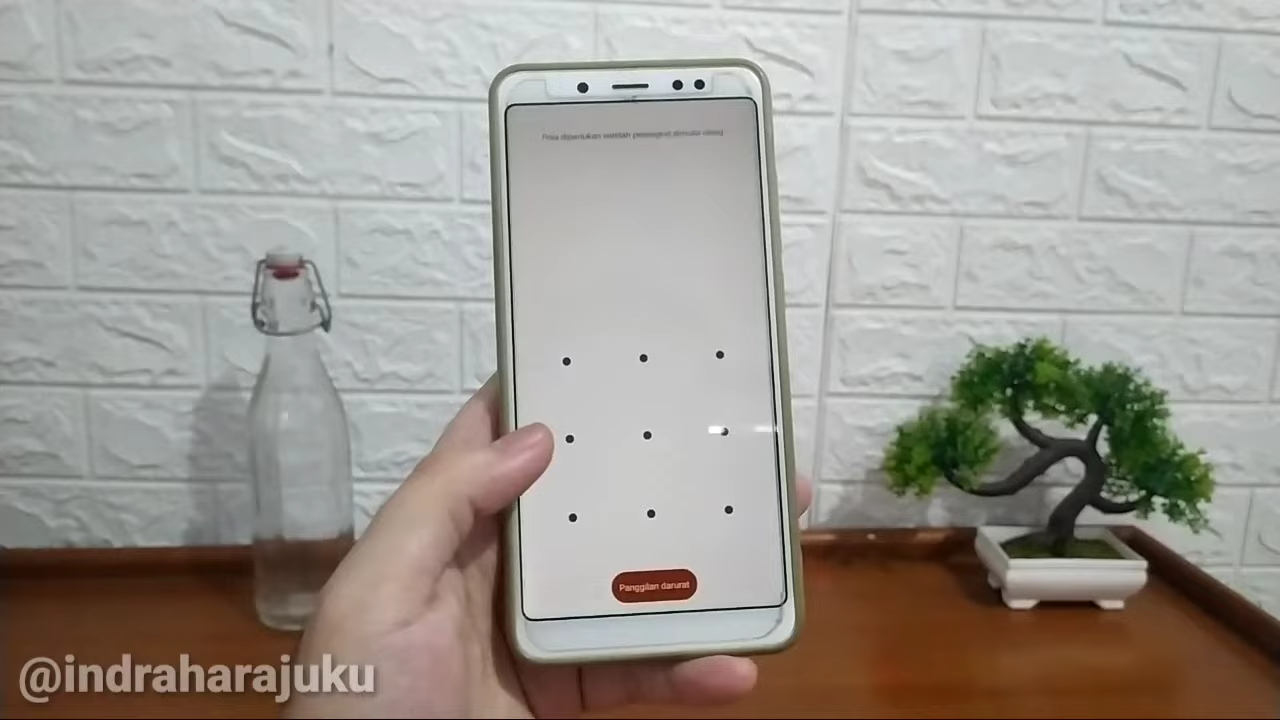 Pola diperlukan setelah perangkat dimulai ulang
Panggilan darurat
@indraharajuku